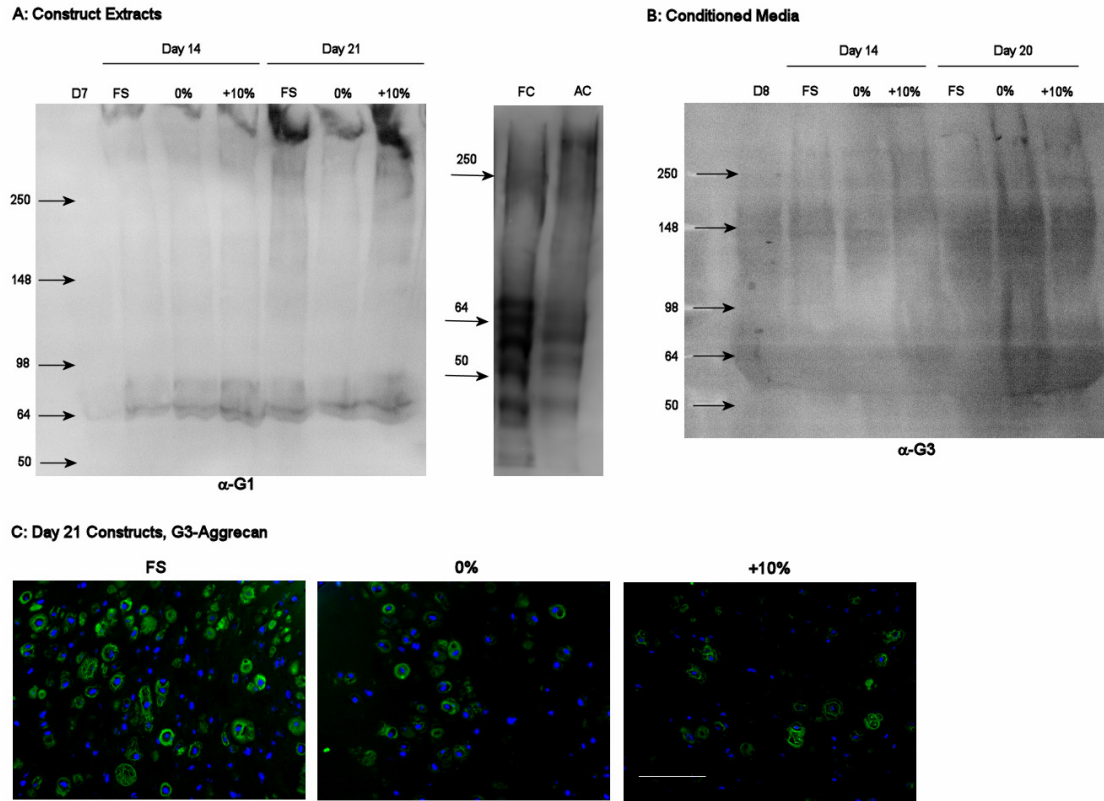 A: Construct Extracts
Day 14 Day 21
D7 FS 0% +10% FS 0% +10%
250
148
98
64
50
α-G1
FC AC
250
64
50
B: Conditioned Media
Day 14 Day 20
D8 FS 0% +10% FS 0% +10%
250
148
98
64
50
α-G3
C: Day 21 Constructs, G3-Aggrecan
FS 0% +10%